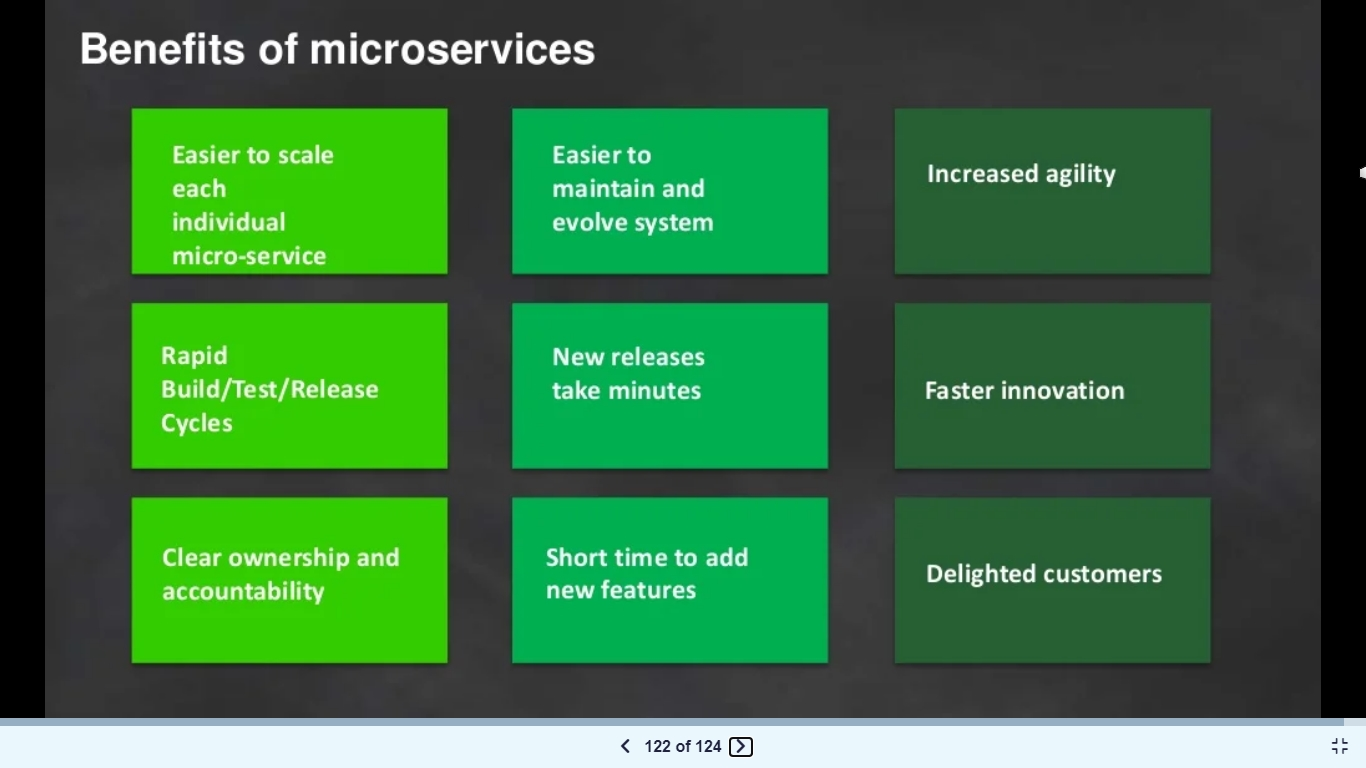 Benefits of microservices
Easier to scale
each
individual
micro-service
Easier to
maintain and
evolve system
Increased agility
Rapid
Build/Test/Release
Cycles
New releases
take minutes
Faster innovation
Clear ownership and
accountability
Short time to add
new features
Delighted customers
122 of 124